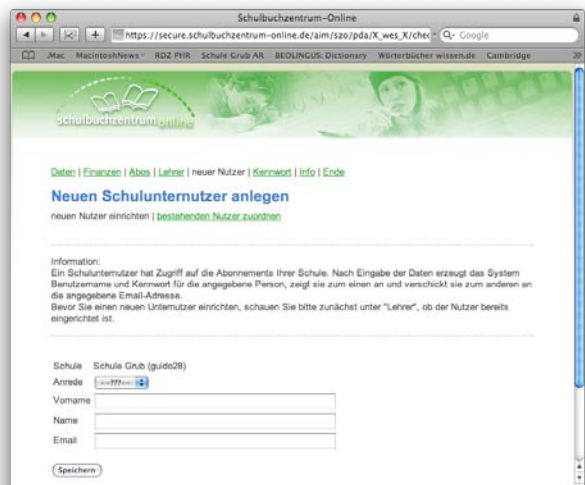 Schulbuchzentrum-Online
https://secure.schulbuchzentrum-online.de/aim/szo/pda/X_wes_X/chec
Google
.Mac MacintoshNews RDZ PHR Schule Grub AR BEOLINGUS: Dictionary Wörterbücher wissen.de Cambridge
schulbuchzentrum online
Daten | Finanzen | Abos | Lehrer | neuer Nutzer | Kennwort | Info | Ende
Neuen Schulunternutzer anlegen
neuen Nutzer einrichten | bestehenden Nutzer zuordnen
Information:
Ein Schulunternutzer hat Zugriff auf die Abonnements Ihrer Schule. Nach Eingabe der Daten erzeugt das System
Benutzername und Kennwort für die angegebene Person, zeigt sie zum einen an und verschickt sie zum anderen an
die angegebene Email-Adresse.
Bevor Sie einen neuen Unternutzer einrichten, schauen Sie bitte zunächst unter "Lehrer", ob der Nutzer bereits
eingerichtet ist.
Schule Schule Grub (guido28)
Anrede ==???==
Vorname
Name
Email
Speichern